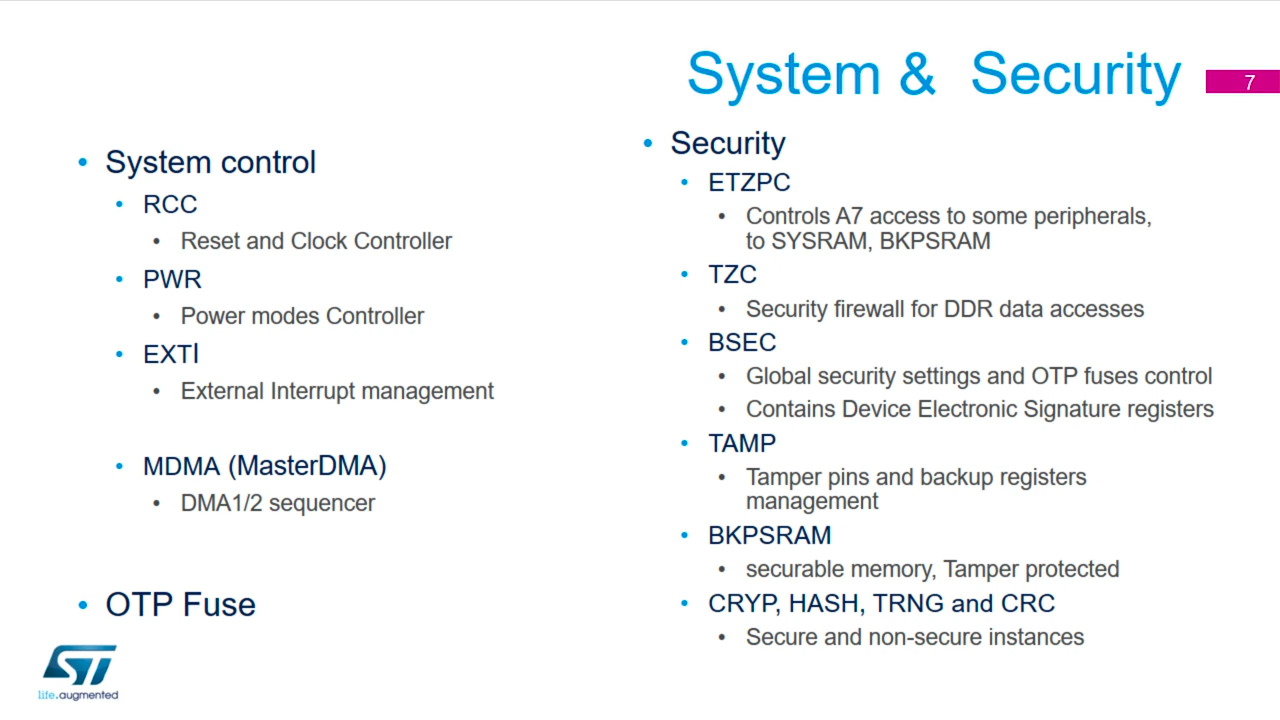 System &  Security
7
• System control
• RCC
• Reset and Clock Controller
• PWR
• Power modes Controller
• EXTI
• External Interrupt management
• MDMA (MasterDMA)
• DMA1/2 sequencer
• OTP Fuse
• Security
• ETZPC
• Controls A7 access to some peripherals,
to SYSRAM, BKPSRAM
• TZC
• Security firewall for DDR data accesses
• BSEC
• Global security settings and OTP fuses control
• Contains Device Electronic Signature registers
• TAMP
• Tamper pins and backup registers
management
• BKPSRAM
• securable memory, Tamper protected
• CRYP, HASH, TRNG and CRC
• Secure and non-secure instances
ST
life.augmented